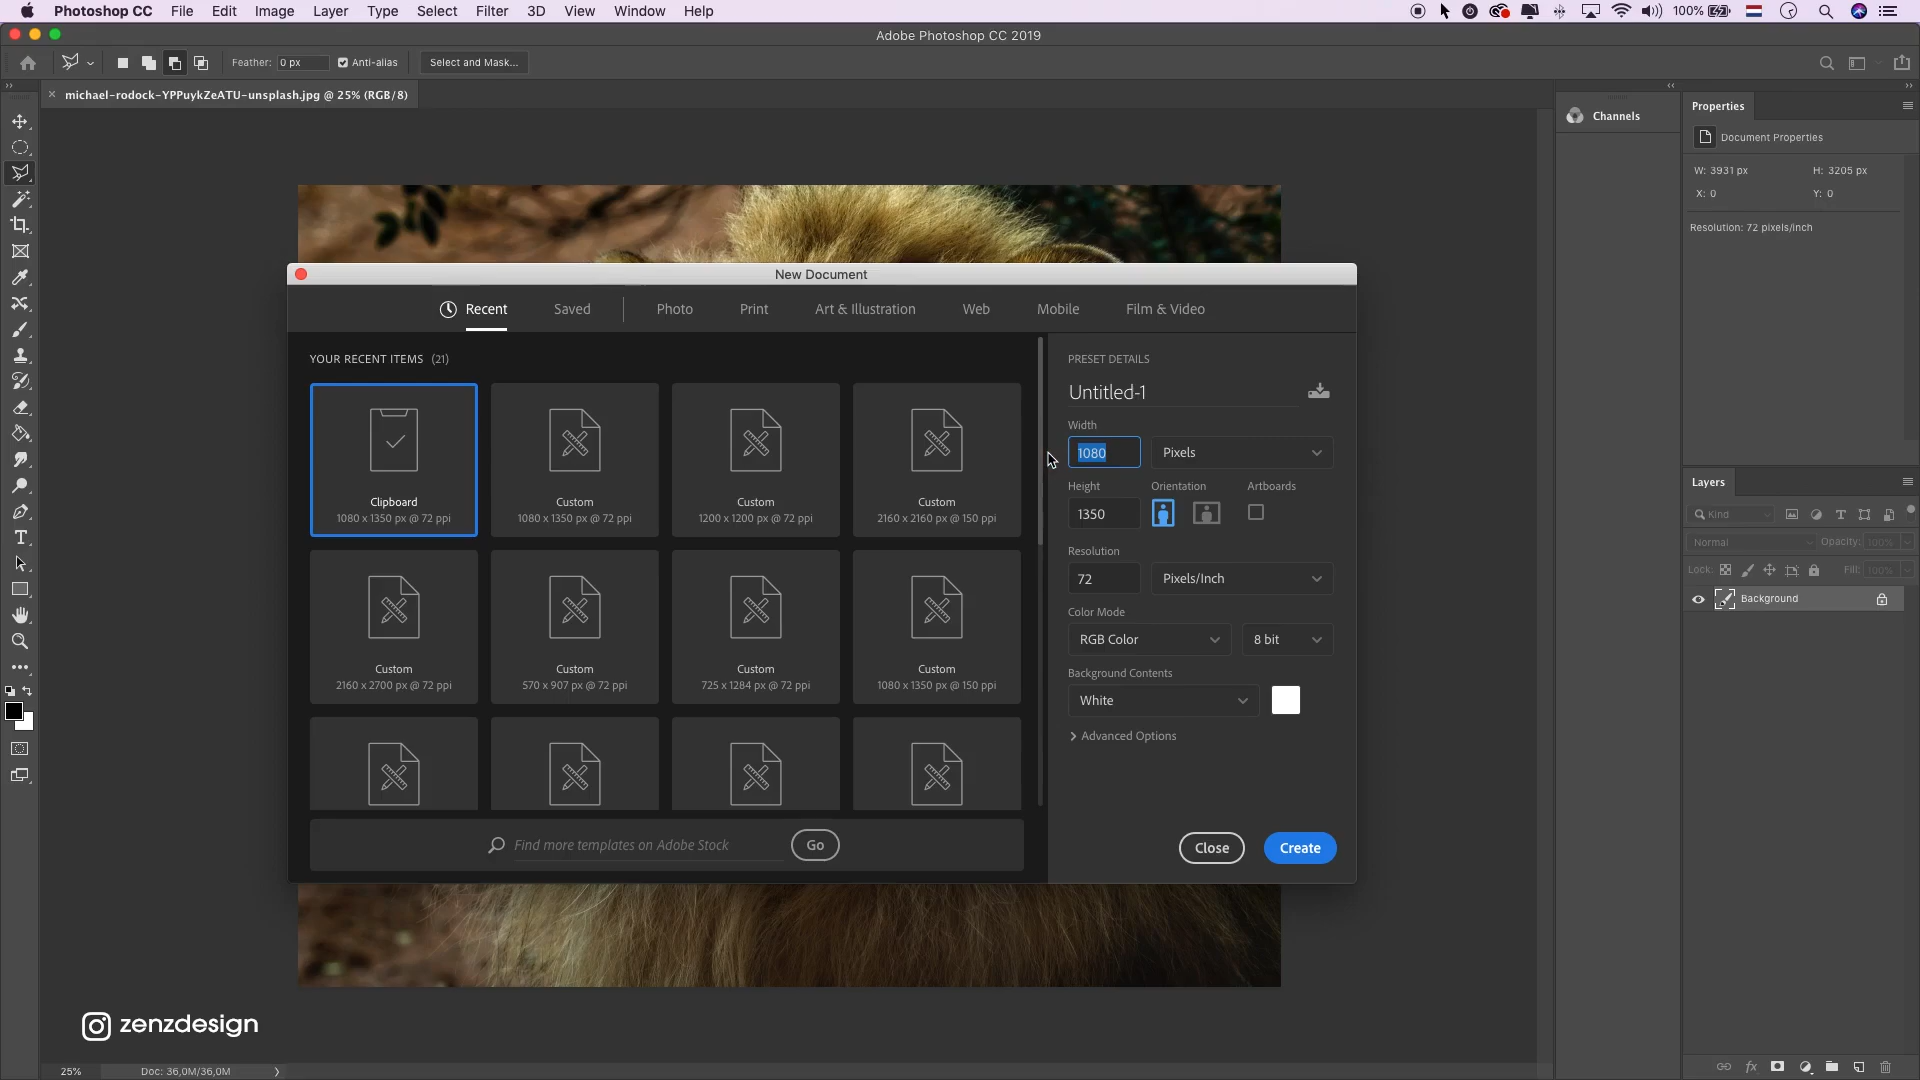 Photoshop CC File Edit Image Layer Type Select Filter 3D View Window Help 100%
Adobe Photoshop CC 2019
Feather: 0 px Anti-alias Select and Mask...
michael-rodock-YPPuykZeATU-unsplash.jpg @ 25% (RGB/8)
Channels
Properties
Document Properties
W: 3931 px H: 3205 px
X: 0 Y: 0
Resolution: 72 pixels/inch
New Document
Recent Saved Photo Print Art & Illustration Web Mobile Film & Video
YOUR RECENT ITEMS (21)
Clipboard
1080 x 1350 px @ 72 ppi
Custom
1080 x 1350 px @ 72 ppi
Custom
1200 x 1200 px @ 72 ppi
Custom
2160 x 2160 px @ 150 ppi
Custom
2160 x 2700 px @ 72 ppi
Custom
570 x 907 px @ 72 ppi
Custom
725 x 1284 px @ 72 ppi
Custom
1080 x 1350 px @ 150 ppi
Find more templates on Adobe Stock Go
PRESET DETAILS
Untitled-1
Width
1080 Pixels
Height Orientation Artboards
1350
Resolution
72 Pixels/Inch
Color Mode
RGB Color 8 bit
Background Contents
White
Advanced Options
Close Create
Layers
Kind
Normal Opacity: 100%
Lock: Fill: 100%
Background
zenzdesign
25% Doc: 36,0M/36,0M